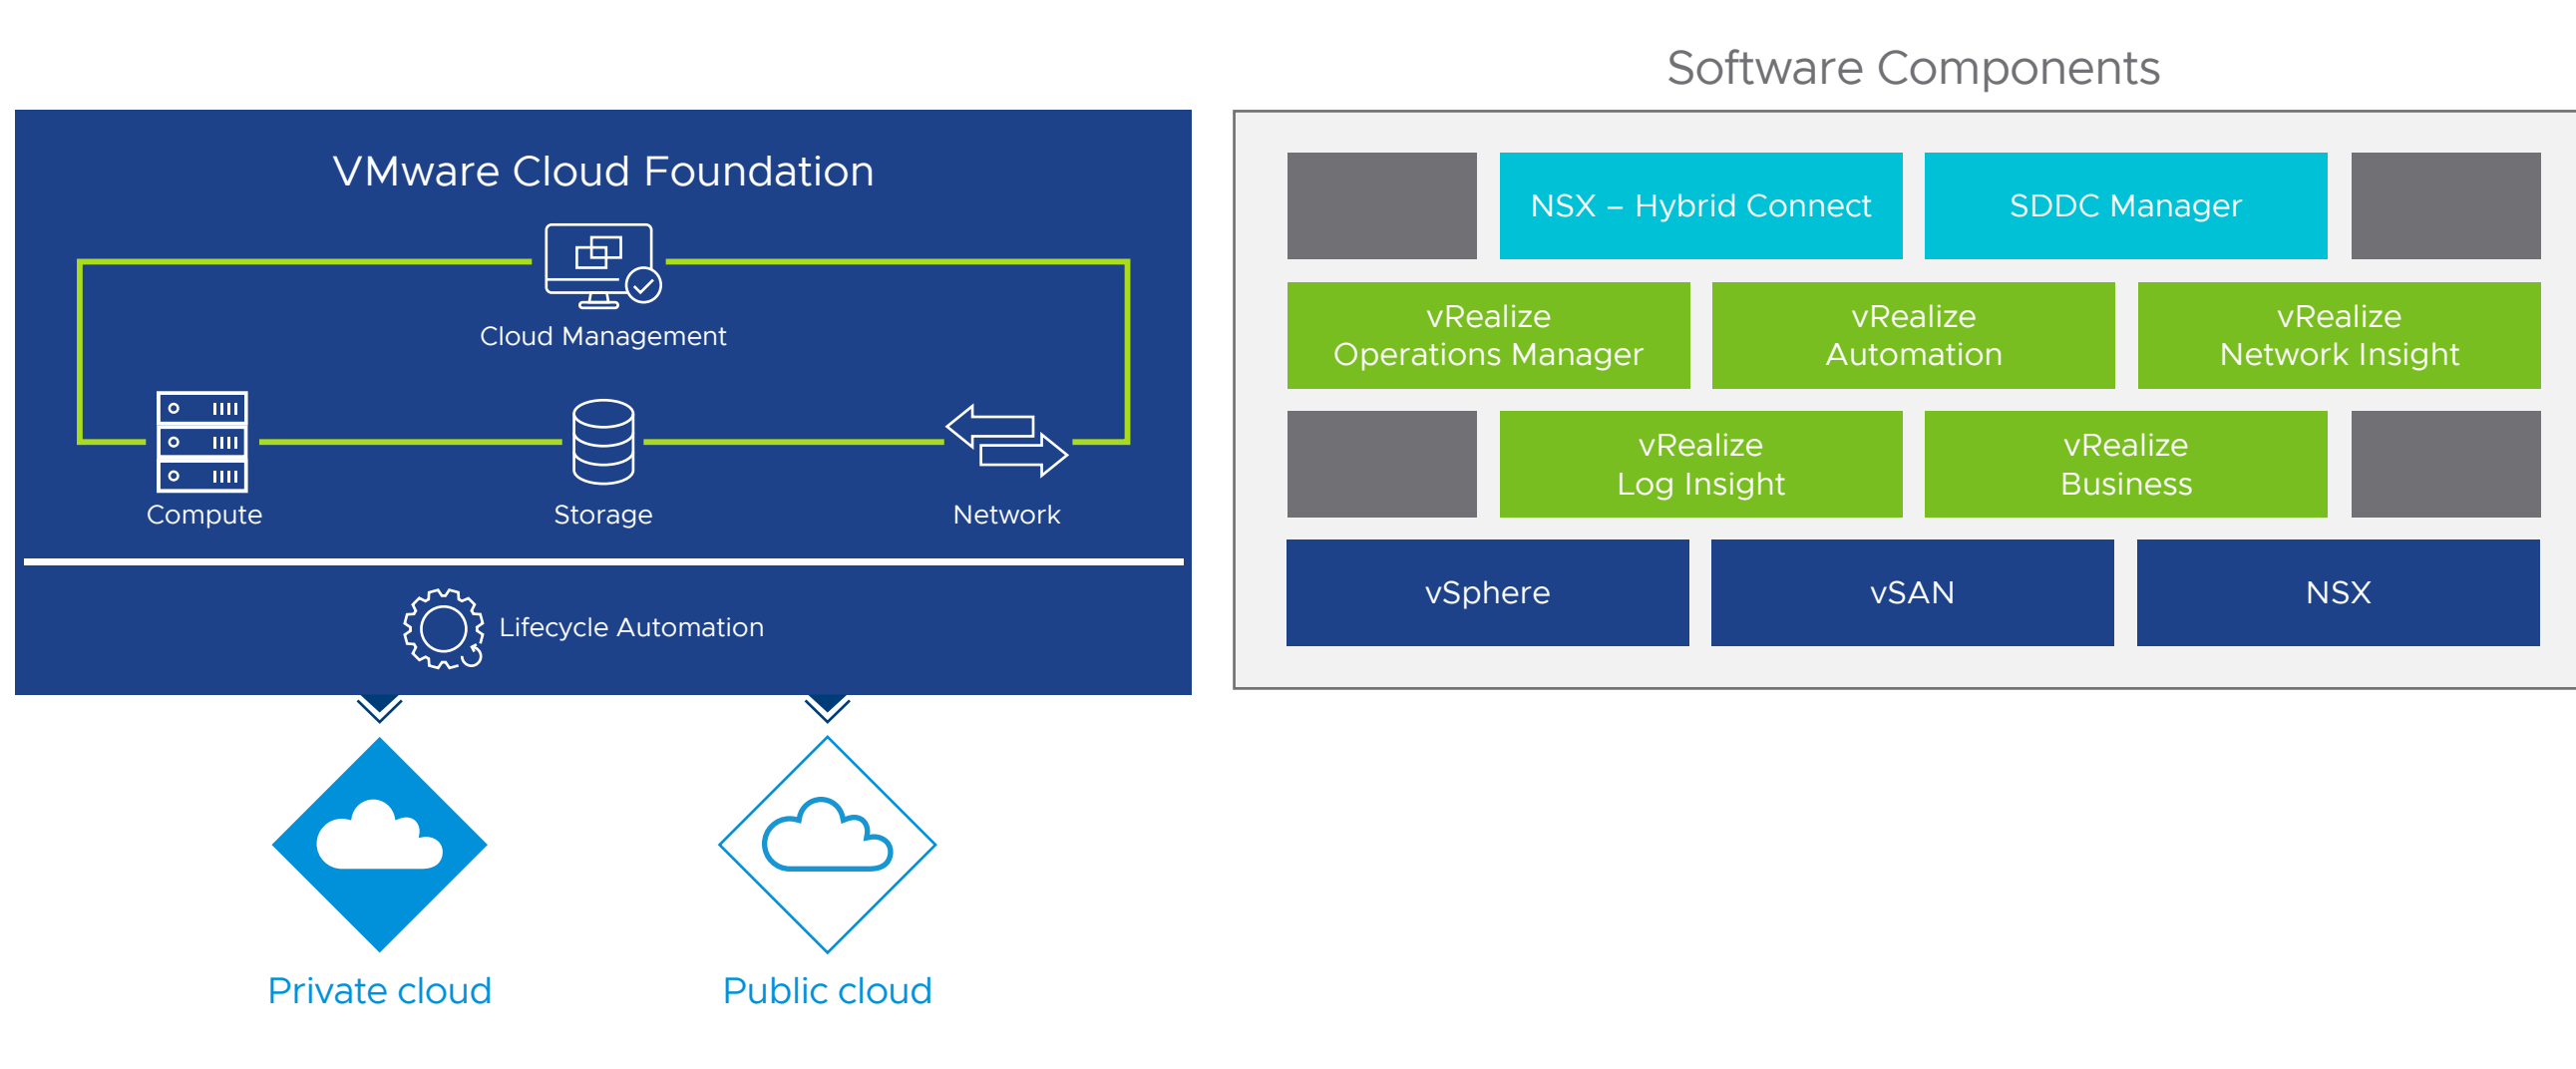 Software Components
VMware Cloud Foundation
Cloud Management
Compute
Storage
Network
Lifecycle Automation
Private cloud
Public cloud
NSX – Hybrid Connect
SDDC Manager
vRealize
Operations Manager
vRealize
Automation
vRealize
Network Insight
vRealize
Log Insight
vRealize
Business
vSphere
vSAN
NSX